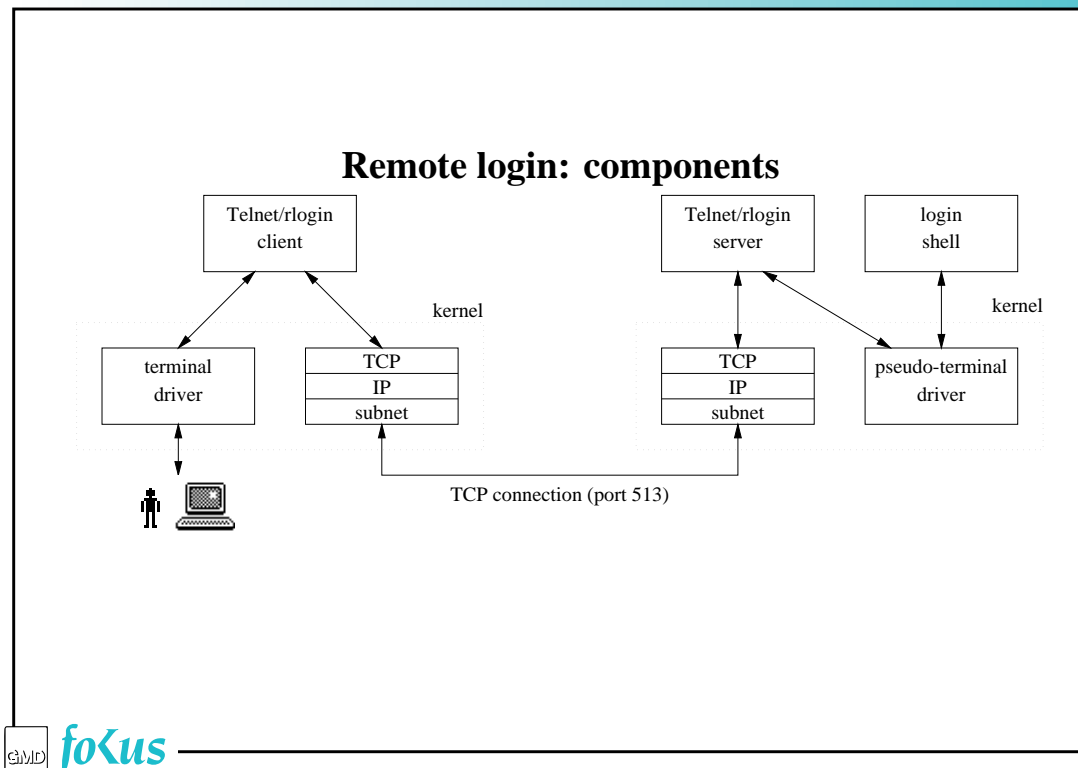 Remote login: components
Telnet/rlogin
client
Telnet/rlogin
server
login
shell
kernel
kernel
terminal
driver
TCP
IP
subnet
TCP
IP
subnet
pseudo-terminal
driver
TCP connection (port 513)
GMD
foKus